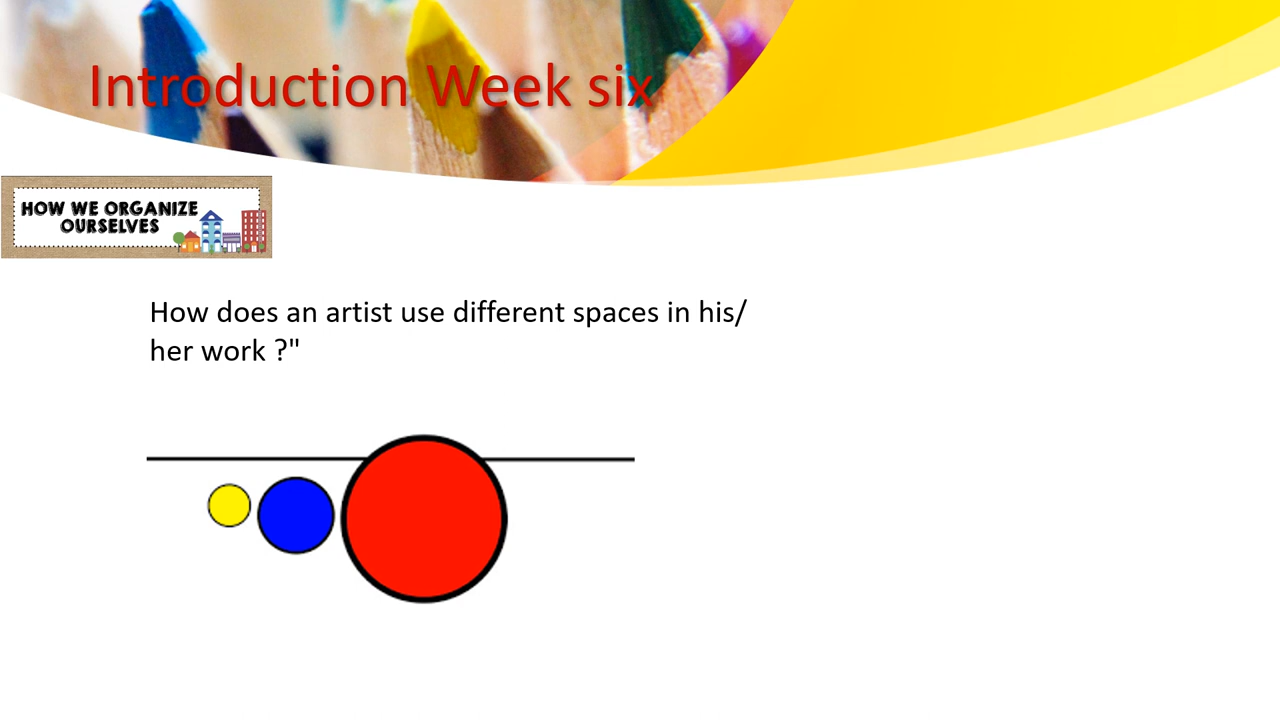 Introduction Week six
HOW WE ORGANIZE
OURSELVES
How does an artist use different spaces in his/
her work ?"